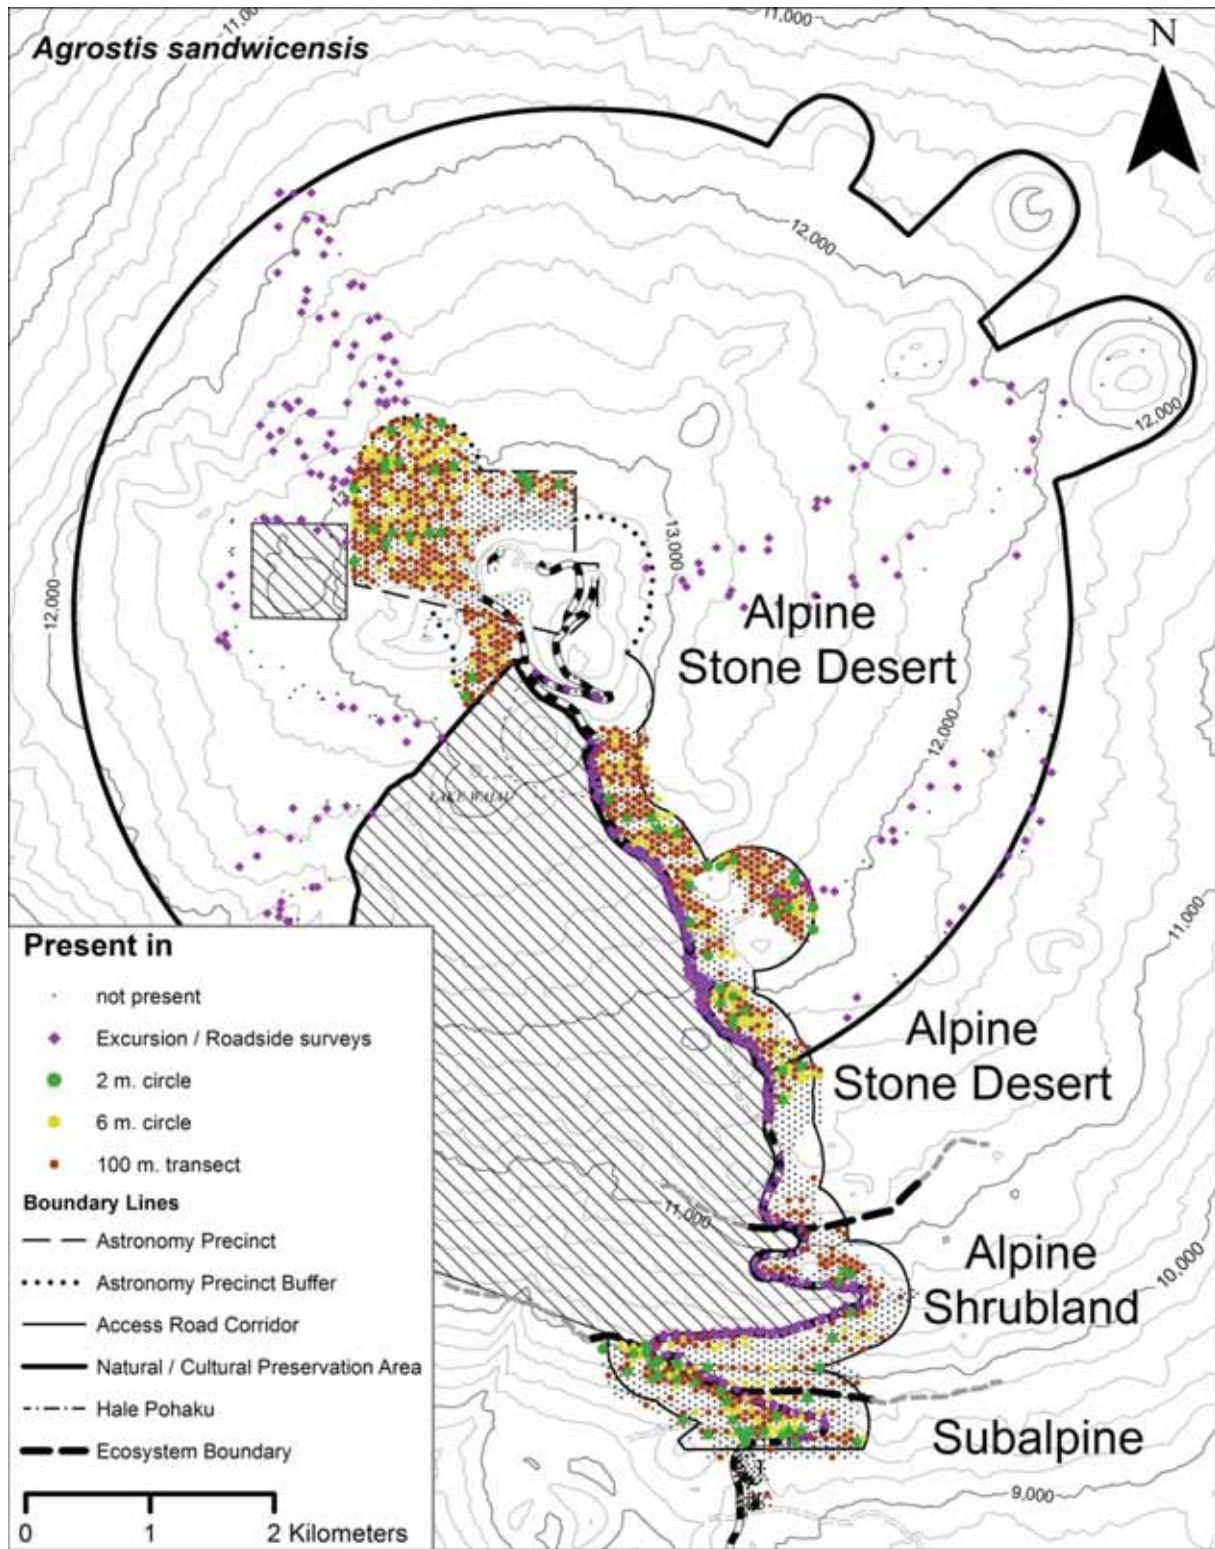 Agrostis sandwicensis
11,000
11,000
N
12,000
12,000
13,000
12,000
Alpine
Stone Desert
12,000
LAKE WAIAU
11,000
Alpine
Stone Desert
11,000
Alpine
Shrubland
10,000
Subalpine
9,000
Present in
not present
Excursion / Roadside surveys
2 m. circle
6 m. circle
100 m. transect
Boundary Lines
Astronomy Precinct
Astronomy Precinct Buffer
Access Road Corridor
Natural / Cultural Preservation Area
Hale Pohaku
Ecosystem Boundary
0 1 2 Kilometers